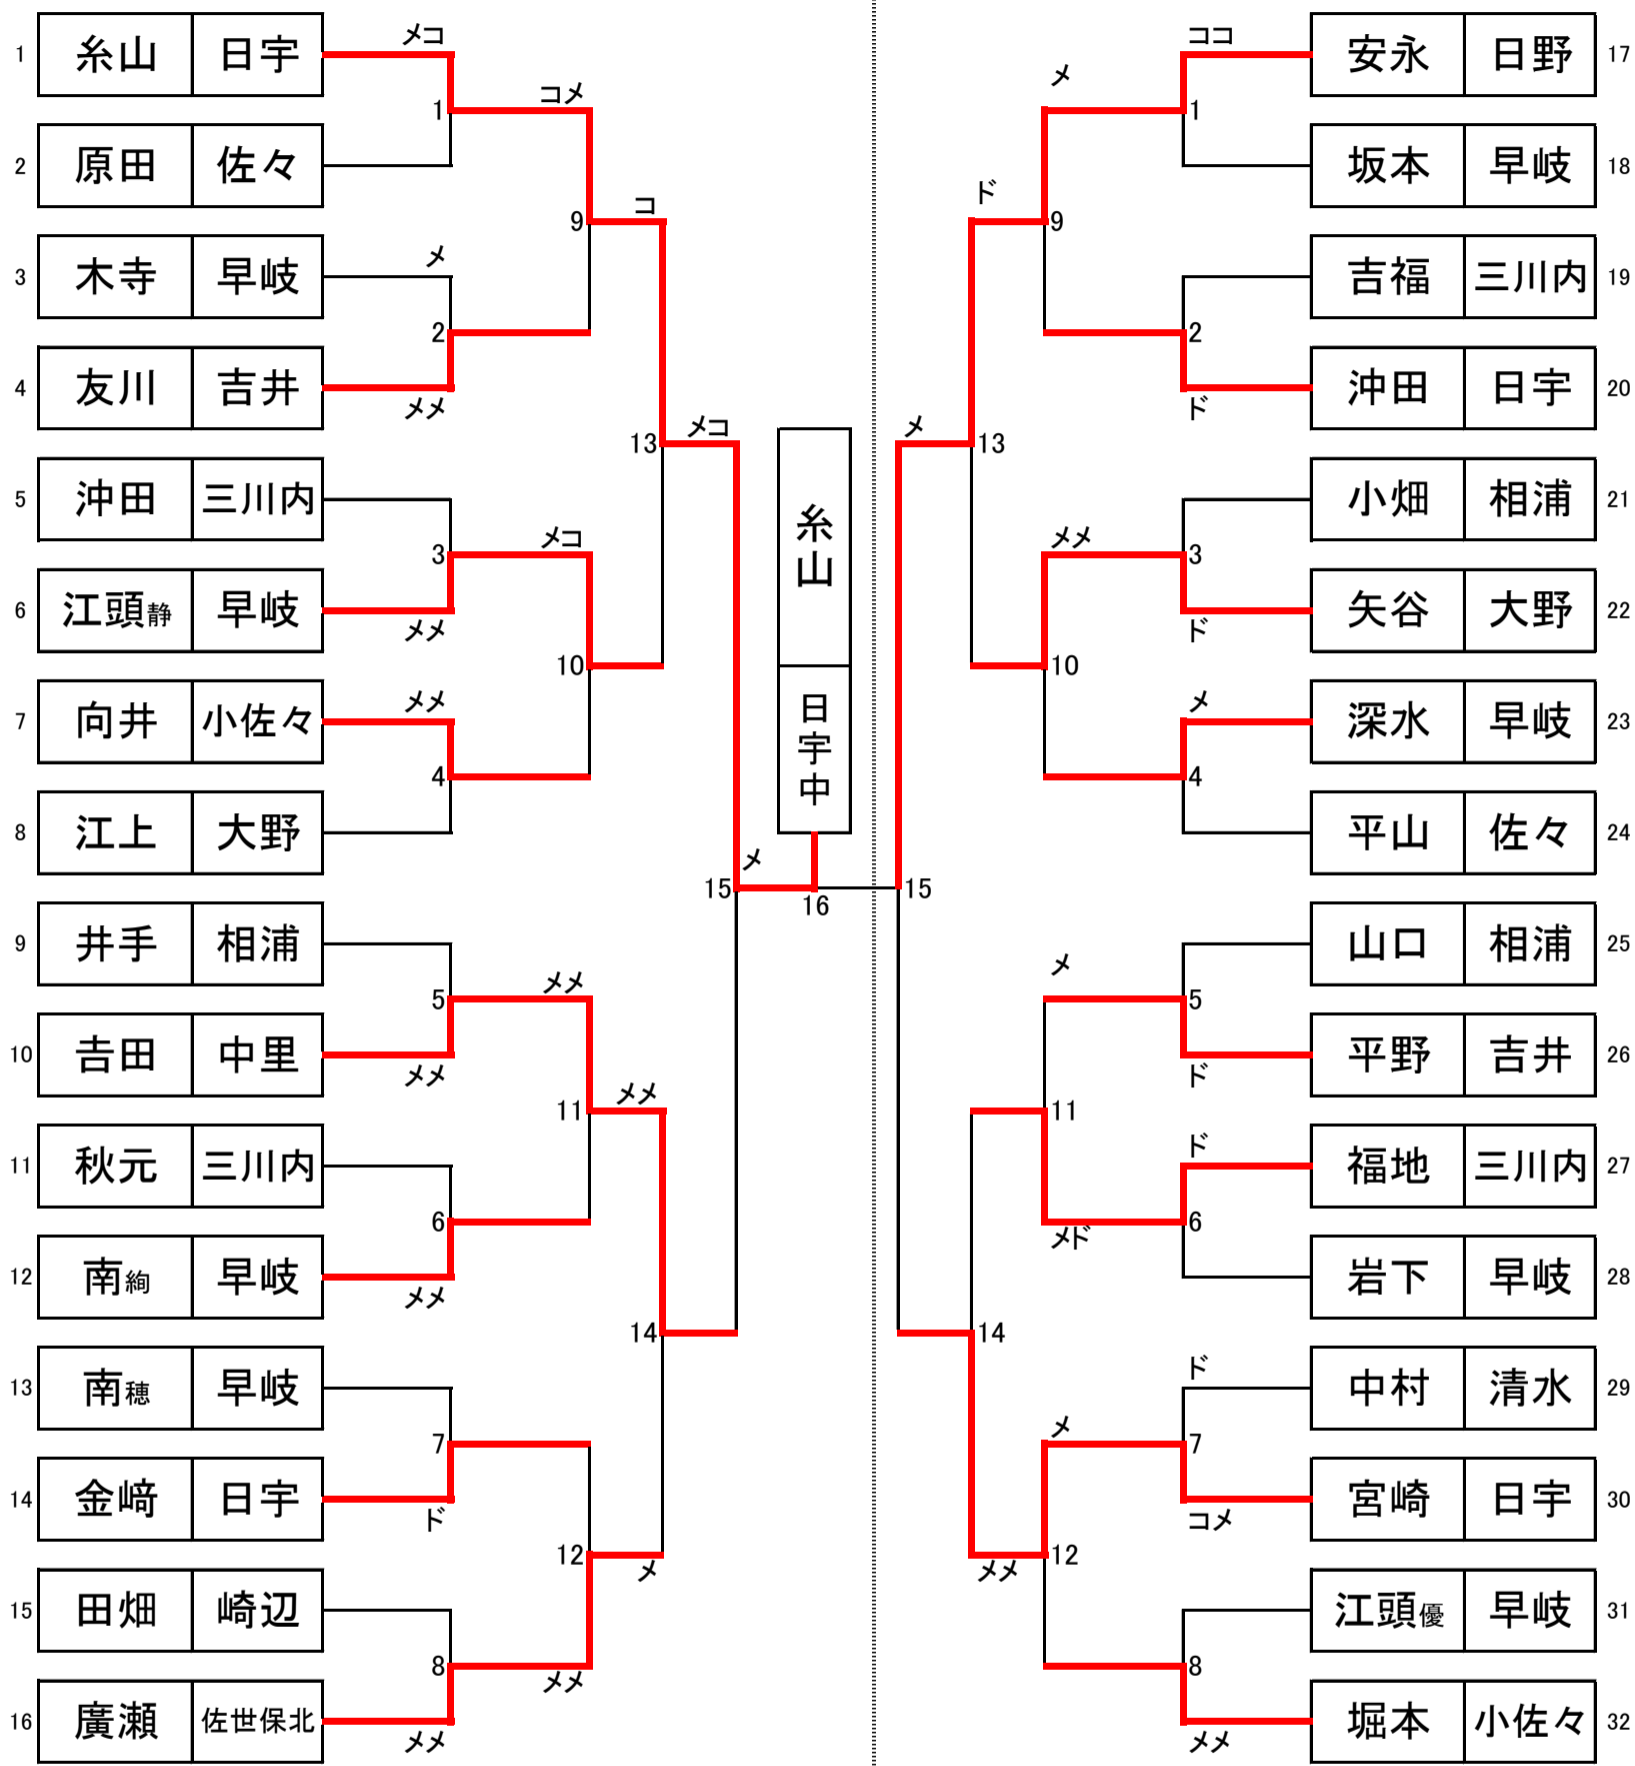 1 糸山 日宇 メコ
1 コメ
2 原田 佐々
9 コ
3 木寺 早岐 メ
2
4 友川 吉井 メメ
13 メコ
5 沖田 三川内
3 メコ
6 江頭静 早岐 メメ
10
7 向井 小佐々 メメ
4
8 江上 大野
15 メ
9 井手 相浦
5 メメ
10 𠮷田 中里 メメ
11 メメ
11 秋元 三川内
6
12 南絢 早岐 メメ
14
13 南穂 早岐
7
14 金﨑 日宇 ド
12 メ
15 田畑 崎辺
8 メメ
16 廣瀬 佐世保北 メメ
糸山
日宇中
16
ココ 安永 日野 17
メ 1
坂本 早岐 18
ド 9
吉福 三川内 19
2
ド 沖田 日宇 20
メ 13
小畑 相浦 21
メメ 3
ド 矢谷 大野 22
10
メ 深水 早岐 23
4
平山 佐々 24
15
山口 相浦 25
メ 5
ド 平野 吉井 26
11
ド 福地 三川内 27
メド 6
岩下 早岐 28
14
ド 中村 清水 29
メ 7
コメ 宮崎 日宇 30
メメ 12
江頭優 早岐 31
8
メメ 堀本 小佐々 32